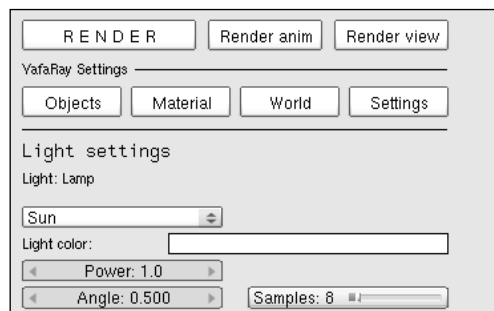 RENDER Render anim Render view
YafaRay Settings
Objects Material World Settings
Light settings
Light: Lamp
Sun
Light color:
Power: 1.0
Angle: 0.500 Samples: 8